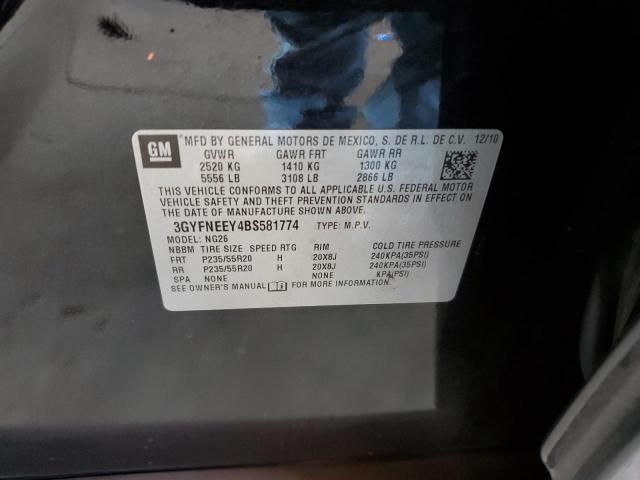 GM MFD BY GENERAL MOTORS DE MEXICO, S. DE R.L. DE C.V. 12/10
GVWR GAWR FRT GAWR RR
2520 KG 1410 KG 1300 KG
5556 LB 3108 LB 2866 LB
THIS VEHICLE CONFORMS TO ALL APPLICABLE U.S. FEDERAL MOTOR
VEHICLE SAFETY AND THEFT PREVENTION STANDARDS IN EFFECT ON
THE DATE OF MANUFACTURE SHOWN ABOVE.
3GYFNEEY4BS581774 TYPE: M.P.V.
MODEL: NG26
NBBM TIRE SIZE SPEED RTG RIM COLD TIRE PRESSURE
FRT P235/55R20 H 20X8J 240KPA(35PSI)
RR P235/55R20 H 20X8J 240KPA(35PSI)
SPA NONE NONE KPA(PSI)
SEE OWNER'S MANUAL FOR MORE INFORMATION.